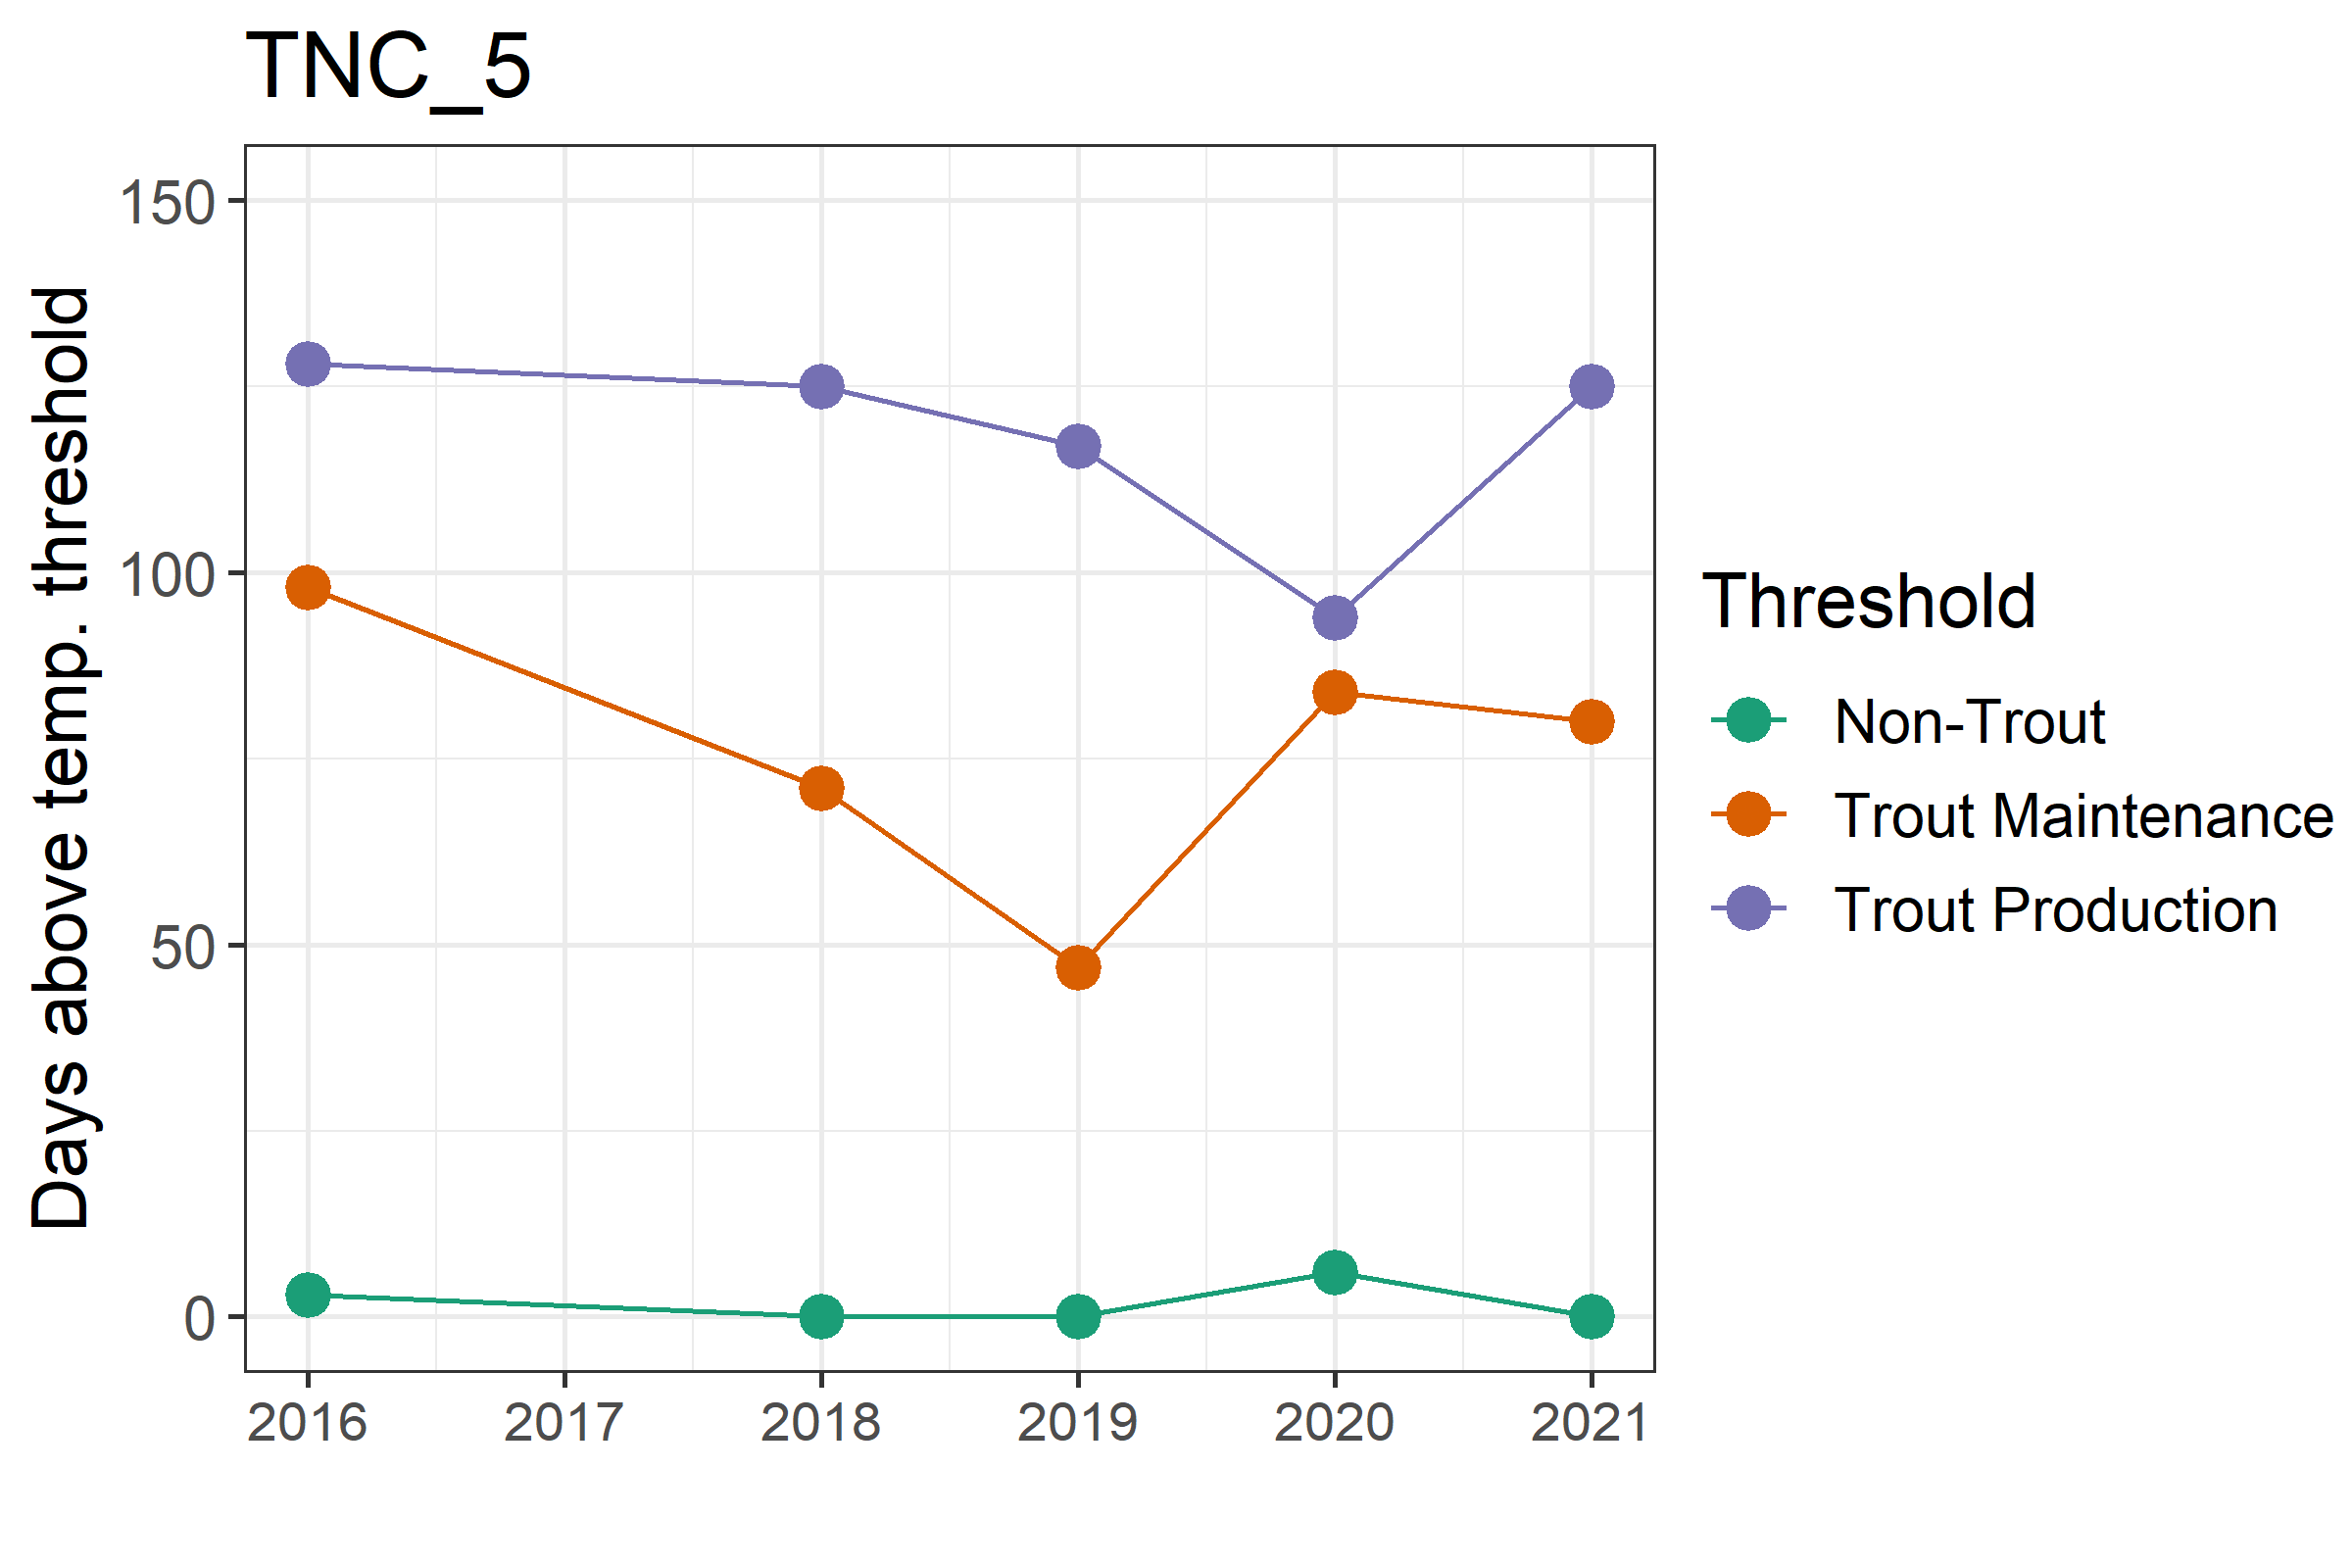 TNC_5
Days above temp. threshold
150
100
50
0
2016 2017 2018 2019 2020 2021
Threshold
Non-Trout
Trout Maintenance
Trout Production